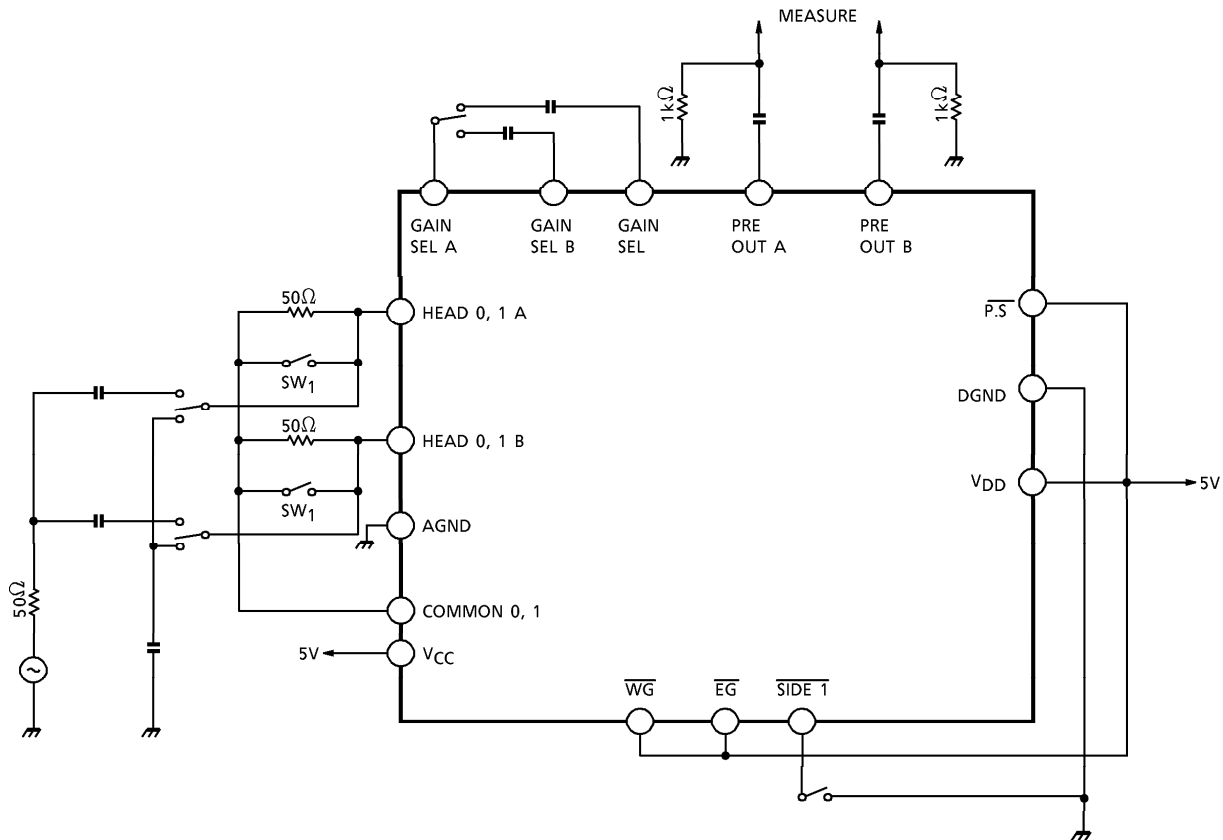 MEASURE
1kΩ
1kΩ
GAIN SEL A
GAIN SEL B
GAIN SEL
PRE OUT A
PRE OUT B
50Ω
HEAD 0, 1 A
P.S
SW1
DGND
50Ω
HEAD 0, 1 B
VDD
5V
SW1
AGND
50Ω
COMMON 0, 1
5V
VCC
WG
EG
SIDE 1